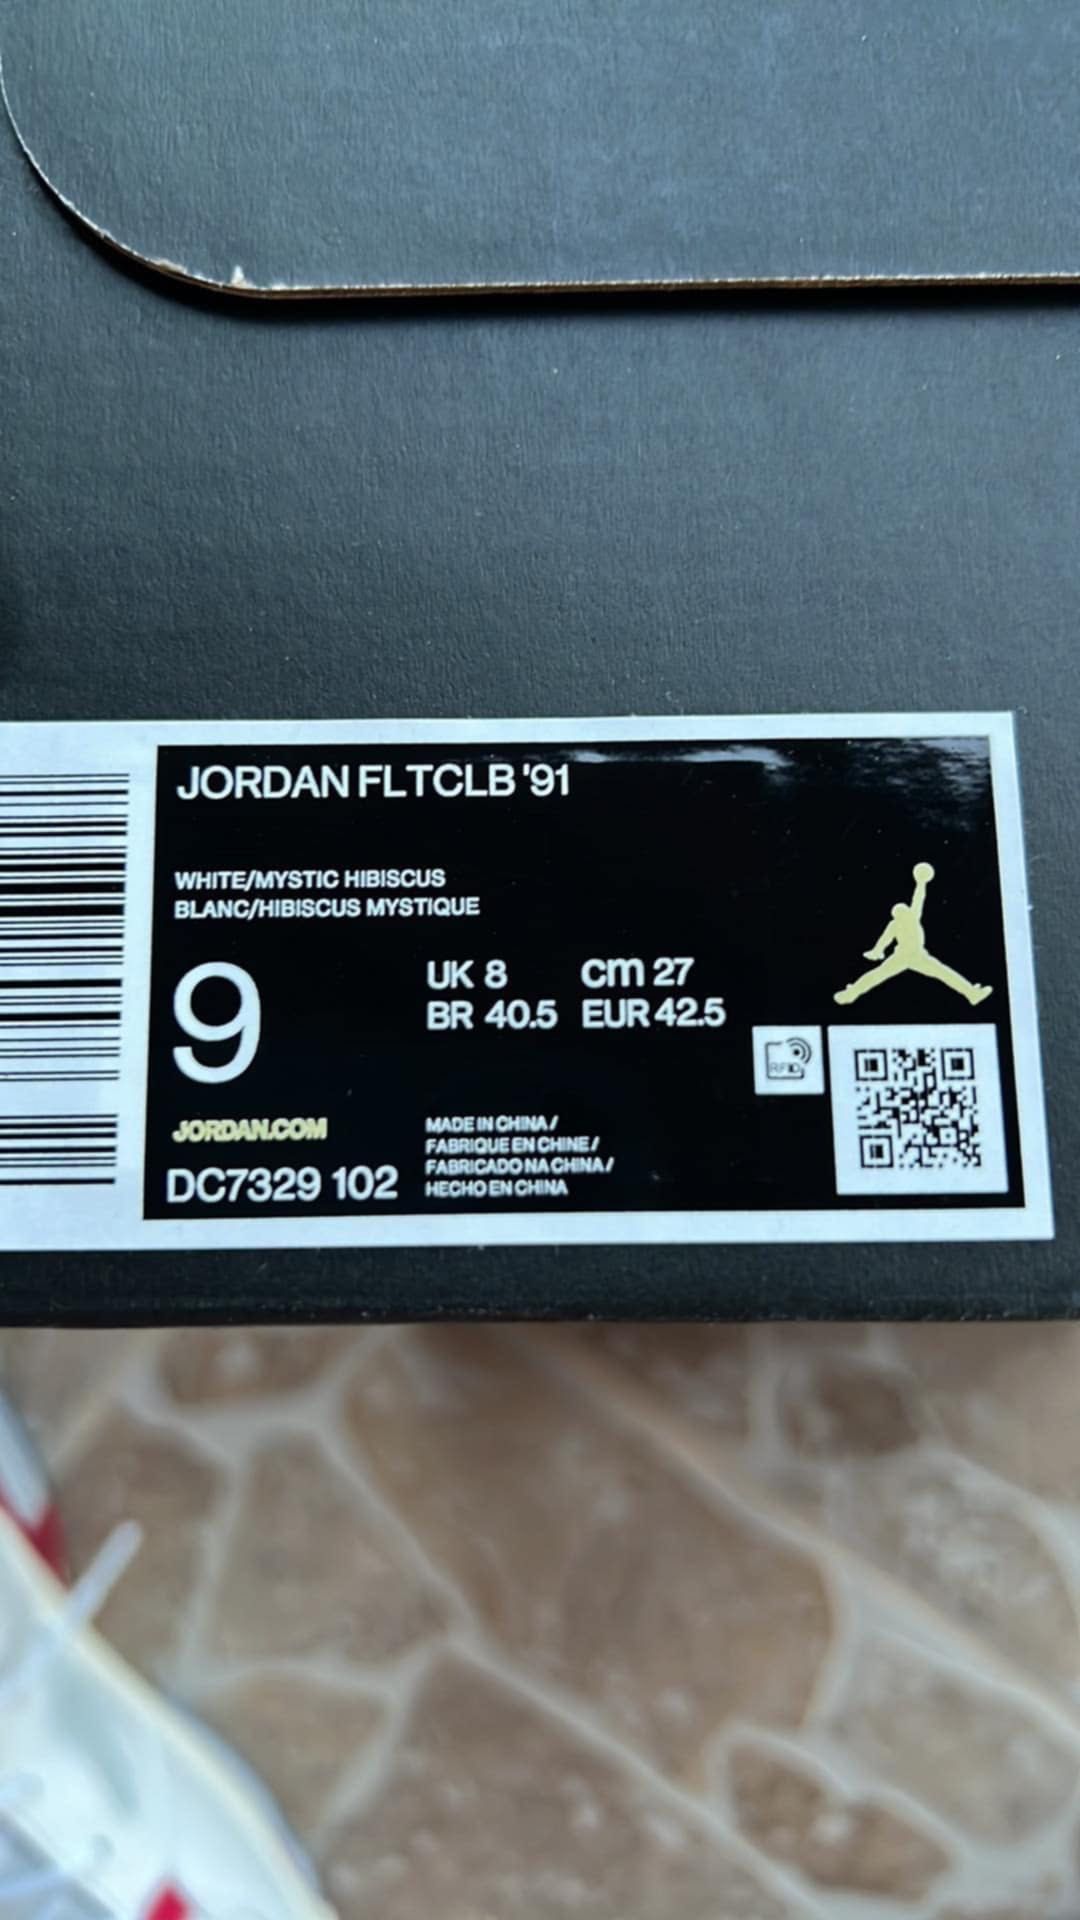 JORDAN FLTCLB '91
WHITE/MYSTIC HIBISCUS
BLANC/HIBISCUS MYSTIQUE
9
UK 8 cm 27
BR 40.5 EUR 42.5
RFID
JORDAN.COM
DC7329 102
MADE IN CHINA /
FABRIQUE EN CHINE /
FABRICADO NA CHINA /
HECHO EN CHINA